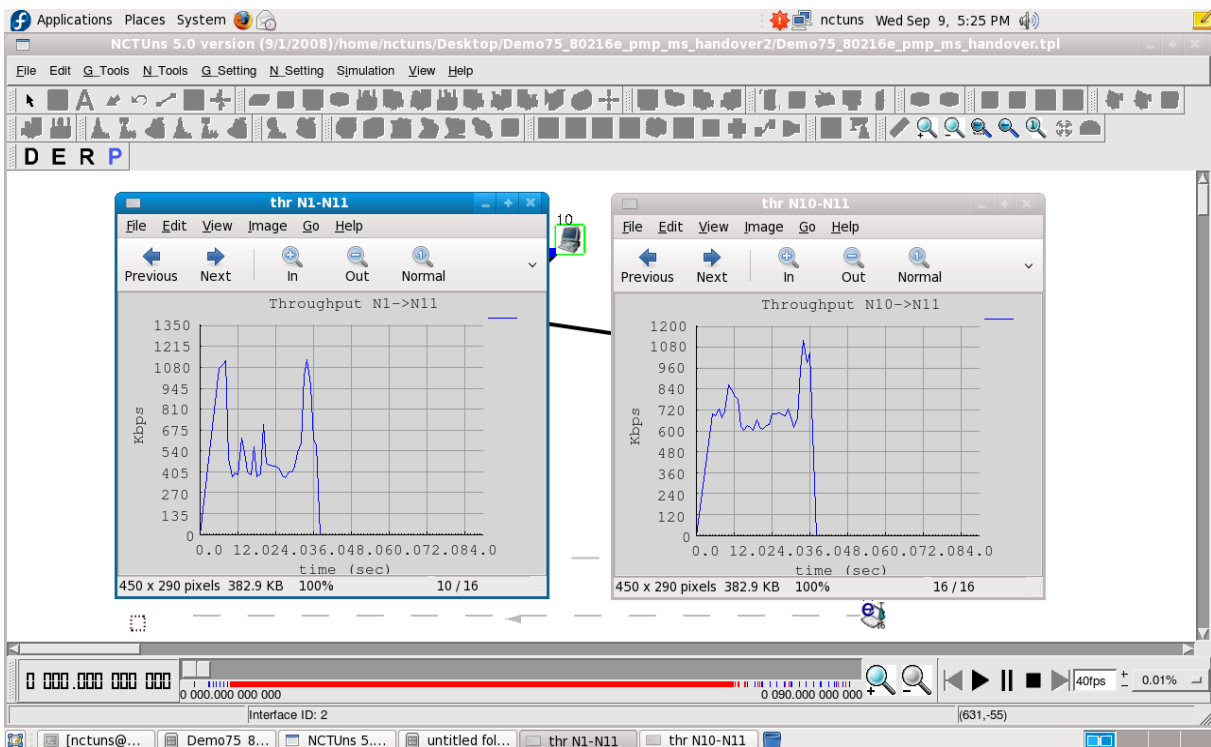 Applications Places System nctuns Wed Sep 9, 5:25 PM
NCTUns 5.0 version (9/1/2008)/home/nctuns/Desktop/Demo75_80216e_pmp_ms_handover2/Demo75_80216e_pmp_ms_handover.tpl
File Edit G_Tools N_Tools G_Setting N_Setting Simulation View Help
A
D E R P
thr N1-N11
File Edit View Image Go Help
Previous Next In Out Normal
Throughput N1->N11
1350
1215
1080
945
810
675
540
405
270
135
0
Kbps
0.0 12.024.036.048.060.072.084.0
time (sec)
450 x 290 pixels 382.9 KB 100% 10 / 16
10
thr N10-N11
File Edit View Image Go Help
Previous Next In Out Normal
Throughput N10->N11
1200
1080
960
840
720
600
480
360
240
120
0
Kbps
0.0 12.024.036.048.060.072.084.0
time (sec)
450 x 290 pixels 382.9 KB 100% 16 / 16
0 000.000 000 000
0 000.000 000 000
0 090.000 000 000
40fps
0.01%
Interface ID: 2
(631,-55)
[nctuns@... Demo75_8... NCTUns 5.... untitled fol... thr N1-N11 thr N10-N11